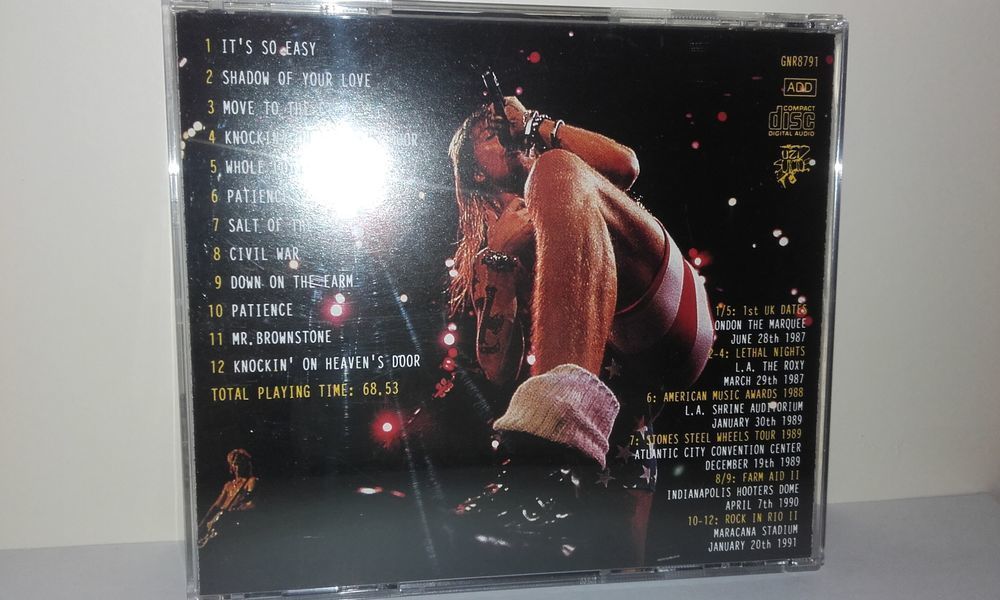 1 IT'S SO EASY
2 SHADOW OF YOUR LOVE
3 MOVE TO THE
4 KNOCKIN'
5 WHOLE
6 PATIENCE
7 SALT OF THE
8 CIVIL WAR
9 DOWN ON THE FARM
10 PATIENCE
11 MR. BROWNSTONE
12 KNOCKIN' ON HEAVEN'S DOOR
TOTAL PLAYING TIME: 68.53
GNR8791
ADD
COMPACT
disc
DIGITAL AUDIO
UZI
SUICIDE
1/5: 1st UK DATES
LONDON THE MARQUEE
JUNE 28th 1987
2-4: LETHAL NIGHTS
L.A. THE ROXY
MARCH 29th 1987
6: AMERICAN MUSIC AWARDS 1988
L.A. SHRINE AUDITORIUM
JANUARY 30th 1989
7: STONES STEEL WHEELS TOUR 1989
ATLANTIC CITY CONVENTION CENTER
DECEMBER 19th 1989
8/9: FARM AID II
INDIANAPOLIS HOOTERS DOME
APRIL 7th 1990
10-12: ROCK IN RIO II
MARACANA STADIUM
JANUARY 20th 1991